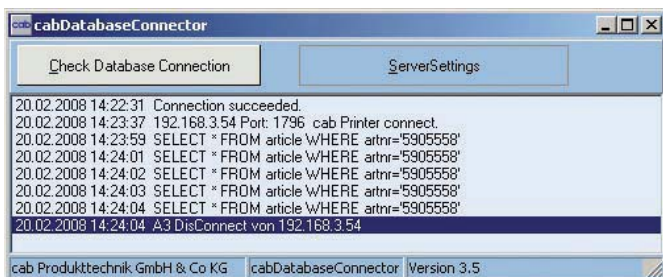 cab cabDatabaseConnector
Check Database Connection ServerSettings
20.02.2008 14:22:31 Connection succeeded.
20.02.2008 14:23:37 192.168.3.54 Port: 1796 cab Printer connect.
20.02.2008 14:23:59 SELECT * FROM article WHERE artnr='5905558'
20.02.2008 14:24:01 SELECT * FROM article WHERE artnr='5905558'
20.02.2008 14:24:02 SELECT * FROM article WHERE artnr='5905558'
20.02.2008 14:24:03 SELECT * FROM article WHERE artnr='5905558'
20.02.2008 14:24:04 SELECT * FROM article WHERE artnr='5905558'
20.02.2008 14:24:04 A3 DisConnect von 192.168.3.54
cab Produkttechnik GmbH & Co KG cabDatabaseConnector Version 3.5